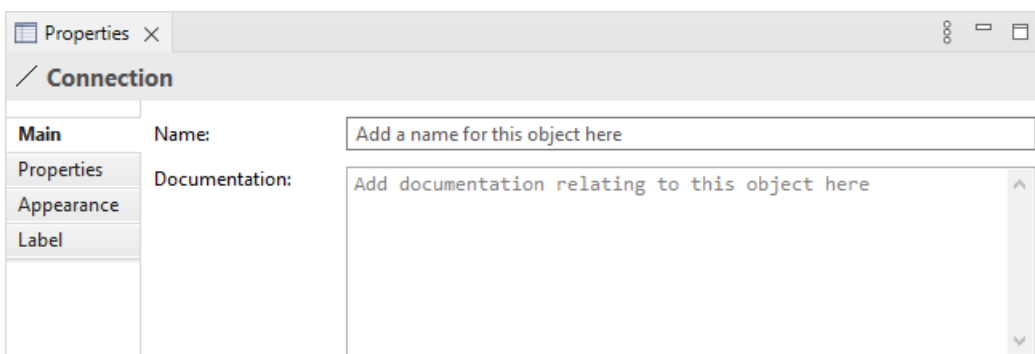 Properties
Connection
Main
Name:
Add a name for this object here
Properties
Documentation:
Add documentation relating to this object here
Appearance
Label